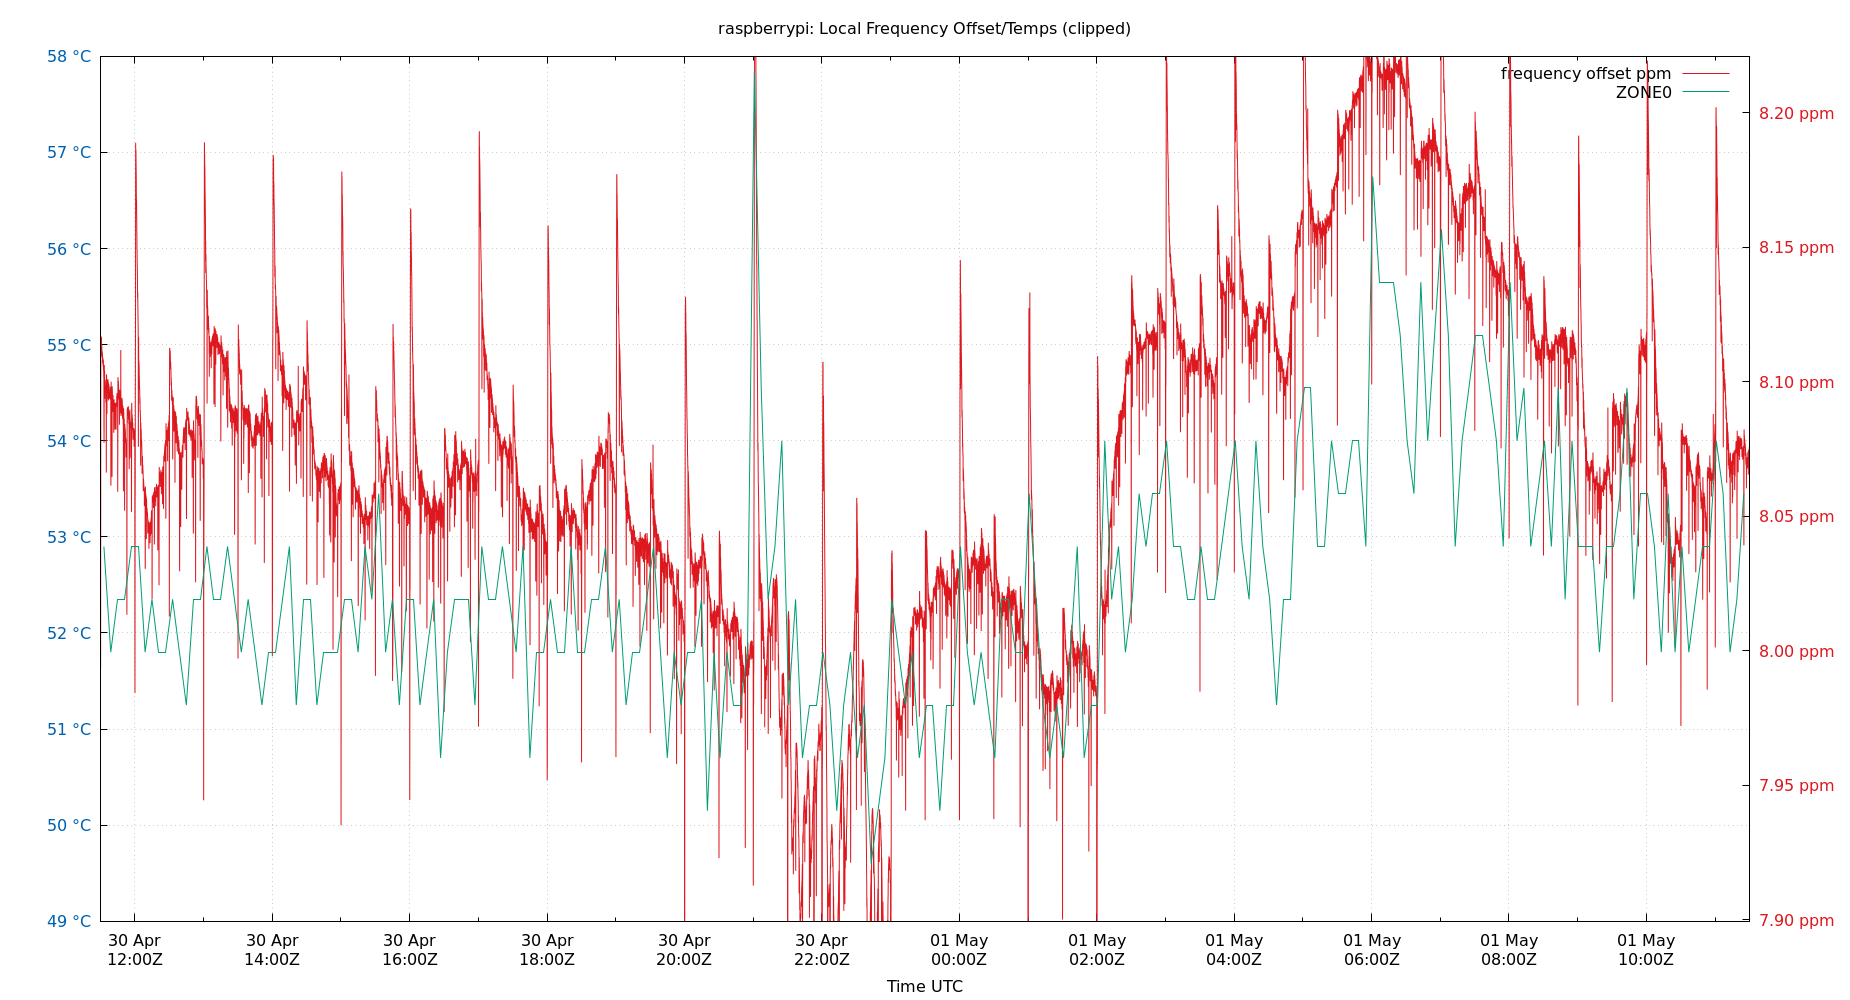 raspberrypi: Local Frequency Offset/Temps (clipped)
58 °C
57 °C
56 °C
55 °C
54 °C
53 °C
52 °C
51 °C
50 °C
49 °C
frequency offset ppm
ZONE0
8.20 ppm
8.15 ppm
8.10 ppm
8.05 ppm
8.00 ppm
7.95 ppm
7.90 ppm
30 Apr
12:00Z
30 Apr
14:00Z
30 Apr
16:00Z
30 Apr
18:00Z
30 Apr
20:00Z
30 Apr
22:00Z
01 May
00:00Z
01 May
02:00Z
01 May
04:00Z
01 May
06:00Z
01 May
08:00Z
01 May
10:00Z
Time UTC